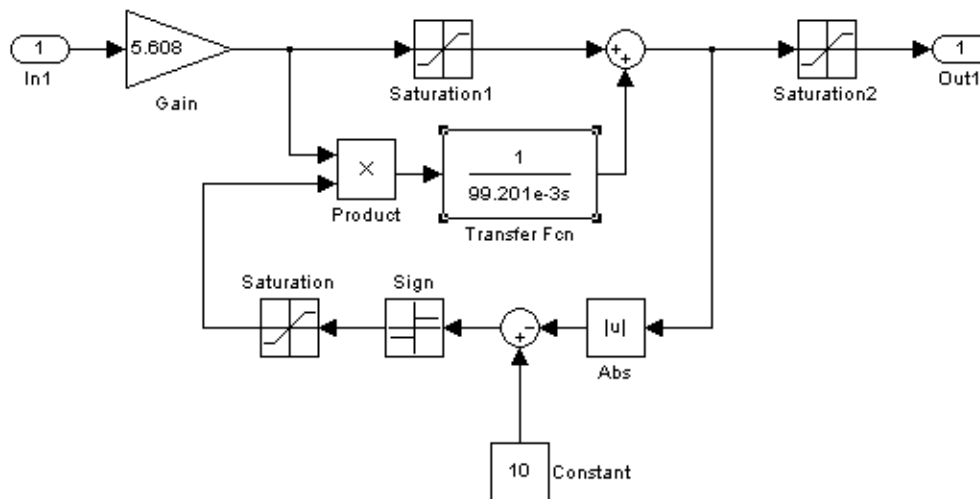 1
In1
5.608
Gain
Saturation1
+
+
Saturation2
1
Out1
×
Product
1
99.201e-3s
Transfer Fcn
Saturation
Sign
−
+
|u|
Abs
10
Constant